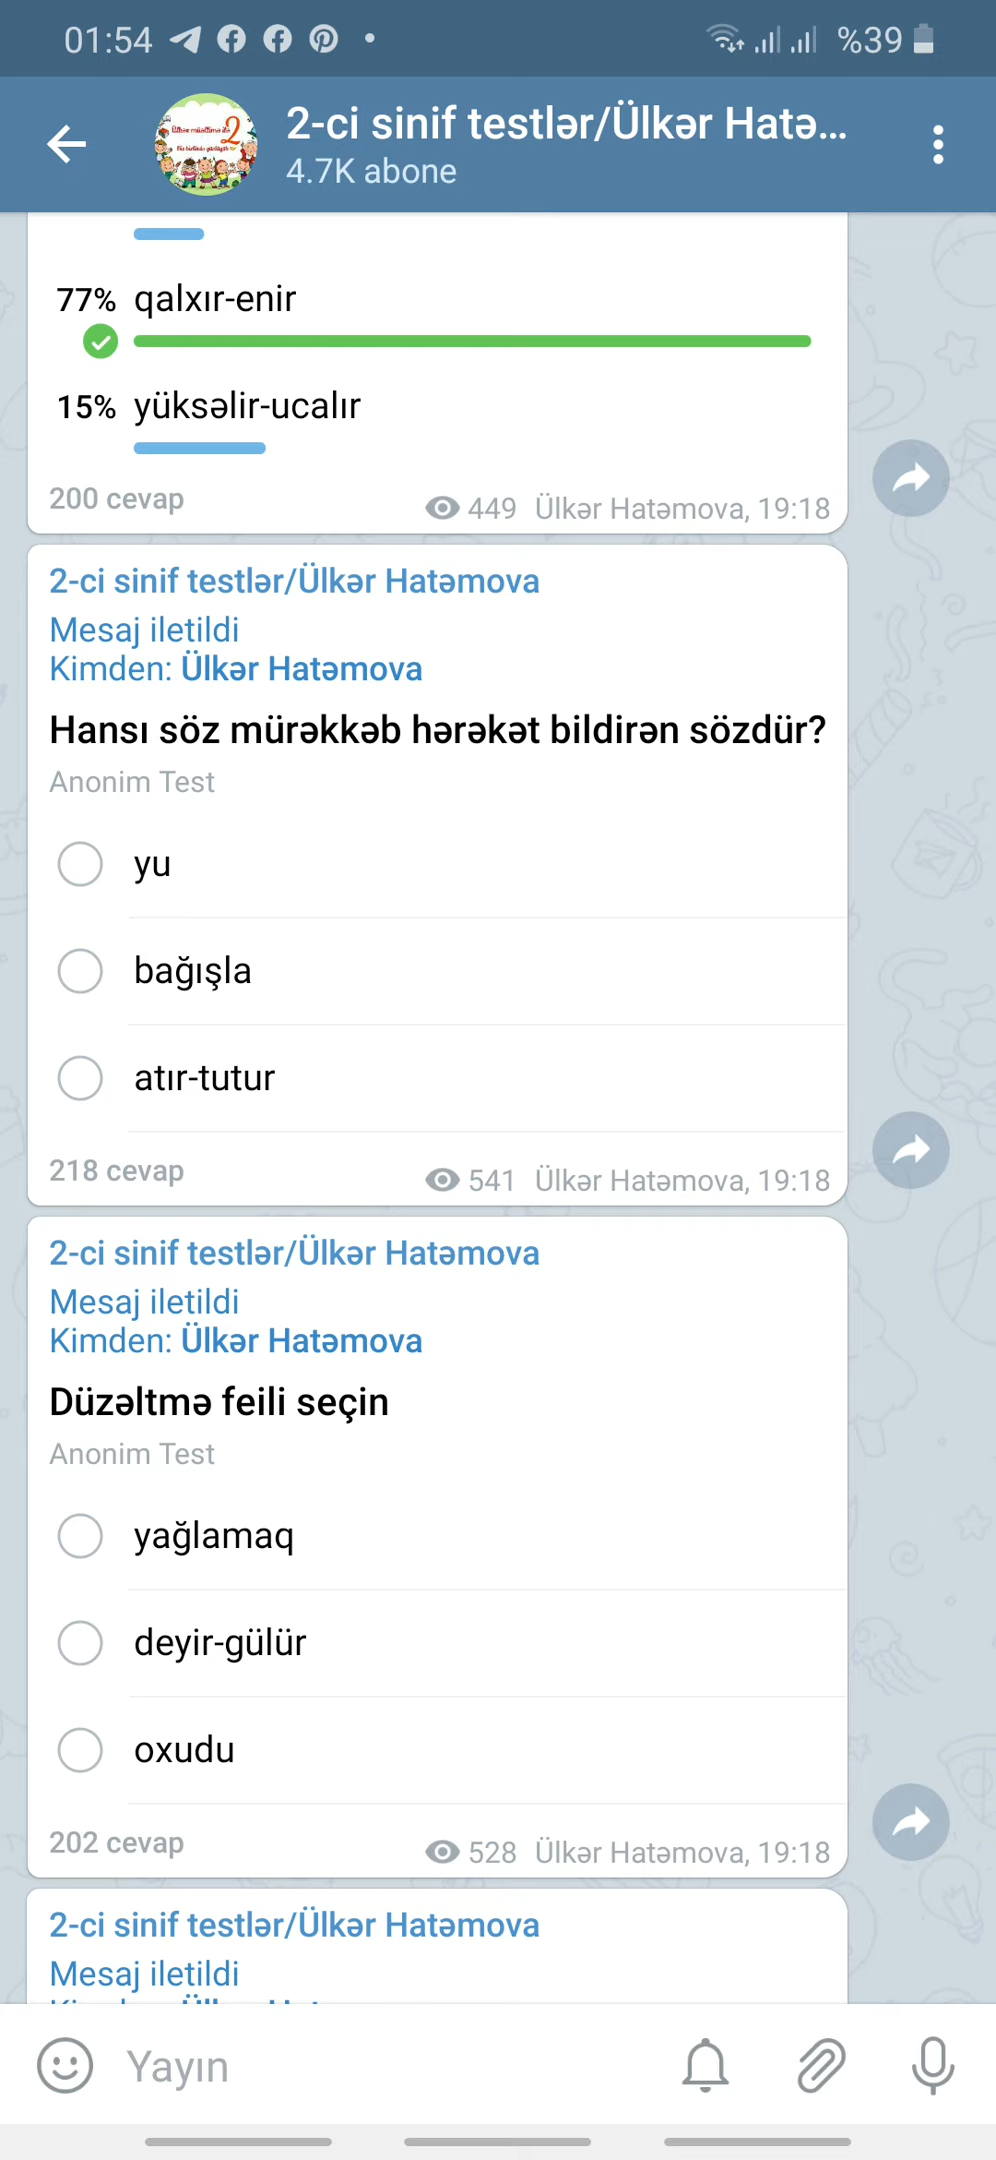 01:54
%39
2-ci sinif testlər/Ülkər Hatə...
4.7K abone
77% qalxır-enir
15% yüksəlir-ucalır
200 cevap
449 Ülkər Hatəmova, 19:18
2-ci sinif testlər/Ülkər Hatəmova
Mesaj iletildi
Kimden: Ülkər Hatəmova
Hansı söz mürəkkəb hərəkət bildirən sözdür?
Anonim Test
yu
bağışla
atır-tutur
218 cevap
541 Ülkər Hatəmova, 19:18
2-ci sinif testlər/Ülkər Hatəmova
Mesaj iletildi
Kimden: Ülkər Hatəmova
Düzəltmə feili seçin
Anonim Test
yağlamaq
deyir-gülür
oxudu
202 cevap
528 Ülkər Hatəmova, 19:18
2-ci sinif testlər/Ülkər Hatəmova
Mesaj iletildi
Yayın